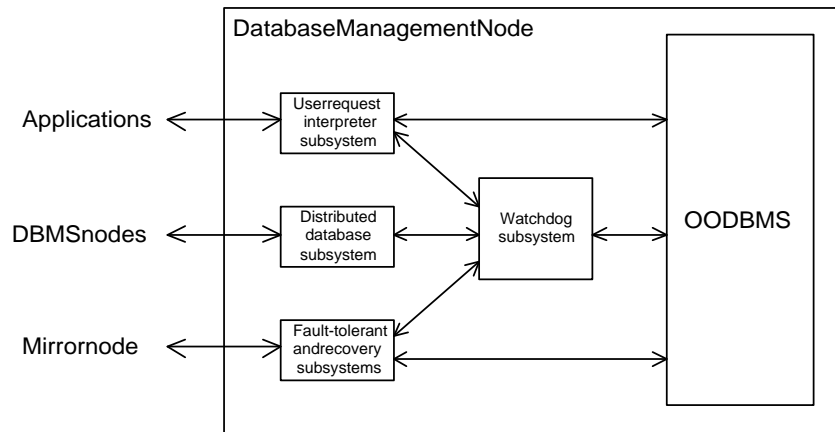 DatabaseManagementNode
Applications
Userrequest
interpreter
subsystem
DBMSnodes
Distributed
database
subsystem
Watchdog
subsystem
OODBMS
Mirrornode
Fault-tolerant
andrecovery
subsystems